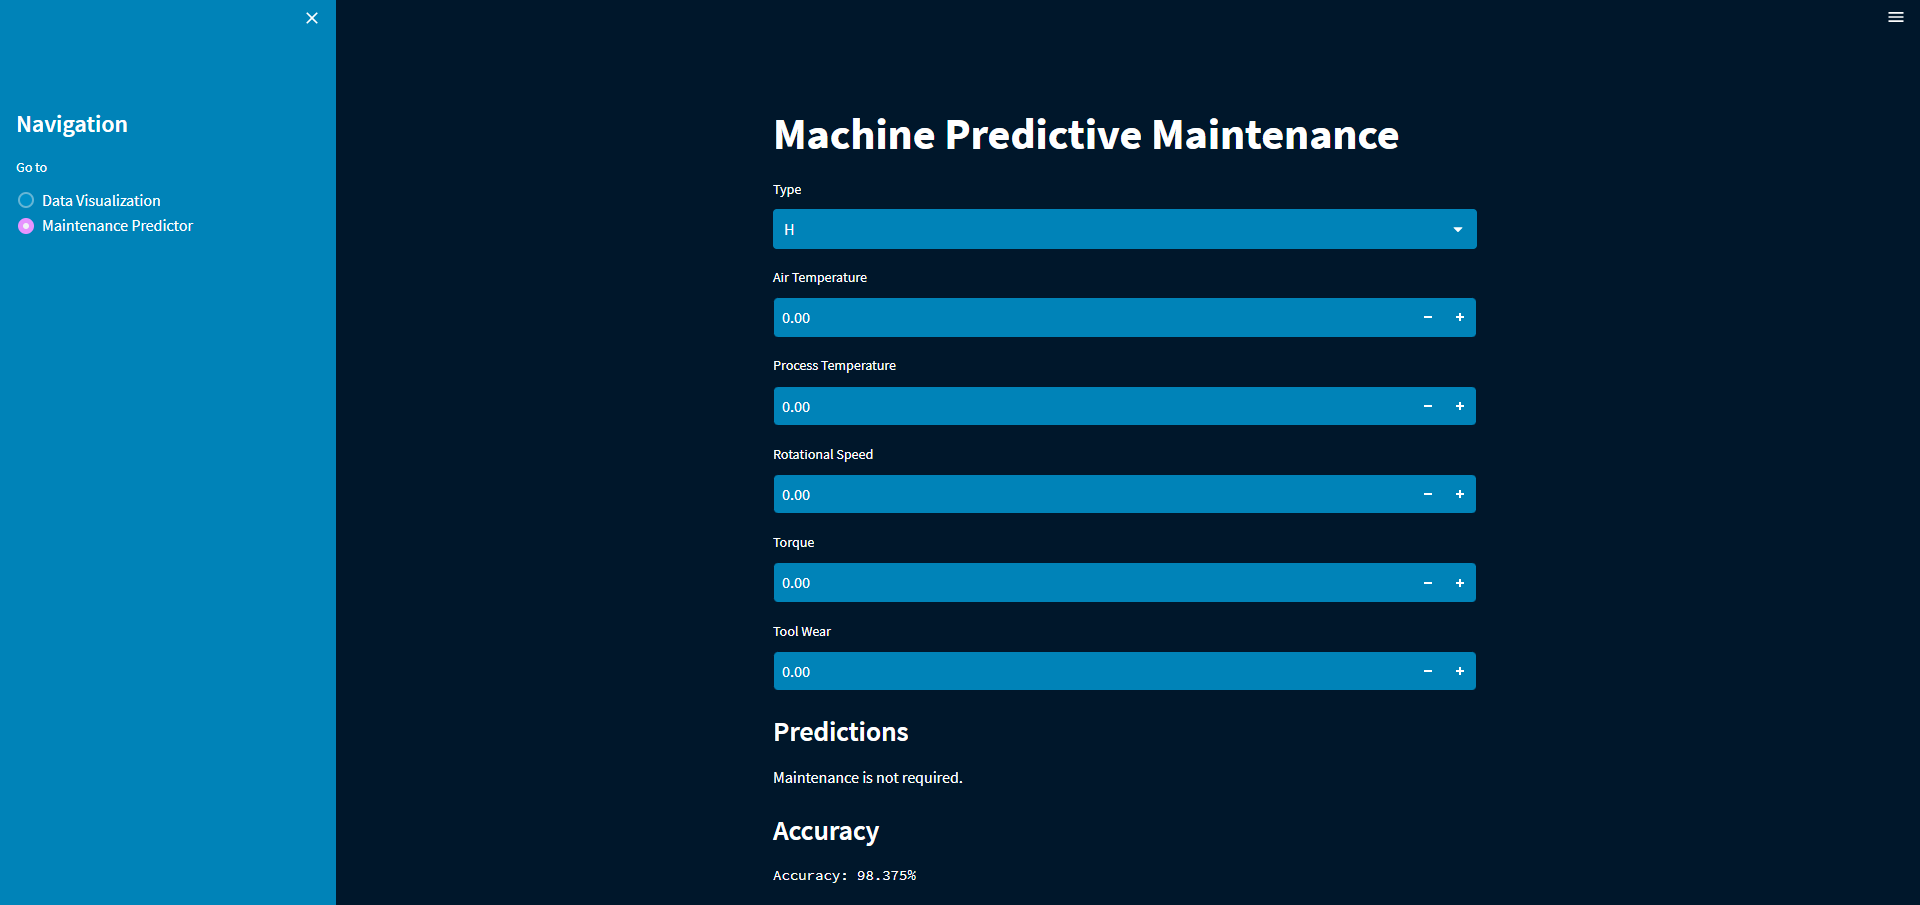 Navigation
Go to
Data Visualization
Maintenance Predictor
Machine Predictive Maintenance
Type
H
Air Temperature
0.00
Process Temperature
0.00
Rotational Speed
0.00
Torque
0.00
Tool Wear
0.00
Predictions
Maintenance is not required.
Accuracy
Accuracy: 98.375%